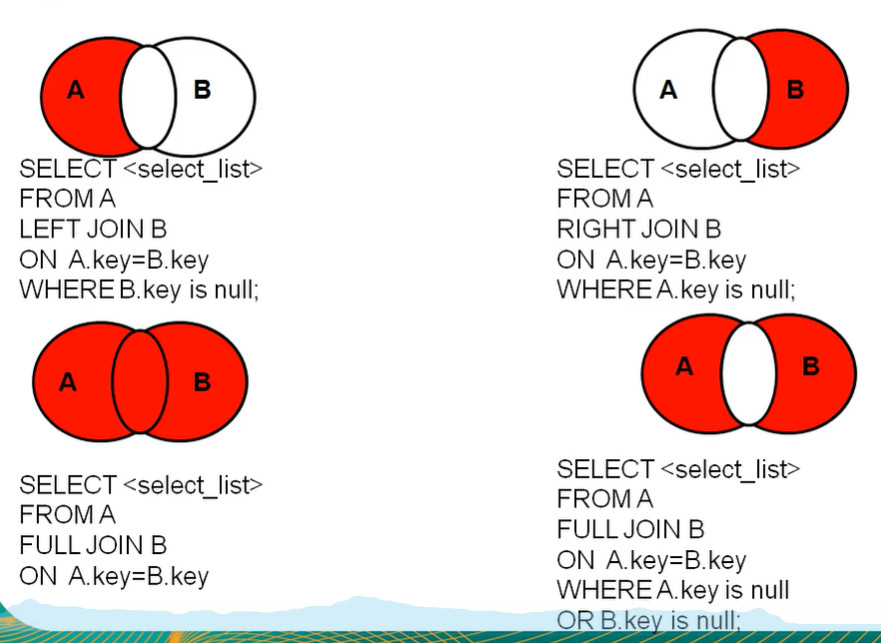 A B
SELECT <select_list>
FROM A
LEFT JOIN B
ON A.key=B.key
WHERE B.key is null;
A B
SELECT <select_list>
FROM A
RIGHT JOIN B
ON A.key=B.key
WHERE A.key is null;
A B
SELECT <select_list>
FROM A
FULL JOIN B
ON A.key=B.key
A B
SELECT <select_list>
FROM A
FULL JOIN B
ON A.key=B.key
WHERE A.key is null
OR B.key is null;